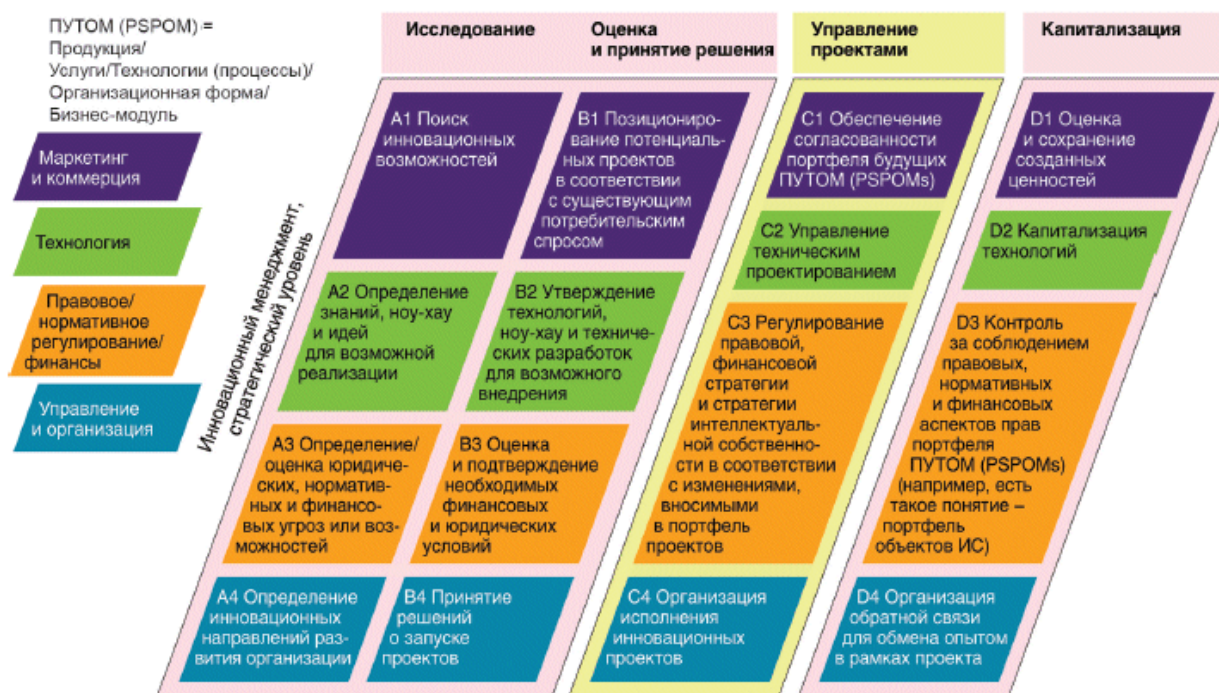 ПУТОМ (PSPOM) =
Продукция/
Услуги/Технологии (процессы)/
Организационная форма/
Бизнес-модуль
Маркетинг
и коммерция
Технология
Правовое/
нормативное
регулирование/
финансы
Управление
и организация
Инновационный менеджмент,
стратегический уровень
Исследование
Оценка
и принятие решения
Управление
проектами
Капитализация
A1 Поиск
инновационных
возможностей
B1 Позициониро-
вание потенциаль-
ных проектов
в соответствии
с существующим
потребительским
спросом
C1 Обеспечение
согласованности
портфеля будущих
ПУТОМ (PSPOMs)
D1 Оценка
и сохранение
созданных
ценностей
A2 Определение
знаний, ноу-хау
и идей
для возможной
реализации
B2 Утверждение
технологий,
ноу-хау и техниче-
ских разработок
для возможного
внедрения
C2 Управление
техническим
проектированием
D2 Капитализация
технологий
A3 Определение/
оценка юридиче-
ских, норматив-
ных и финансо-
вых угроз или воз-
можностей
B3 Оценка
и подтверждение
необходимых
финансовых
и юридических
условий
C3 Регулирование
правовой,
финансовой
стратегии
и стратегии
интеллектуаль-
ной собственно-
сти в соответствии
с изменениями,
вносимыми
в портфель
проектов
D3 Контроль
за соблюдением
правовых,
нормативных
и финансовых
аспектов прав
портфеля
ПУТОМ (PSPOMs)
(например, есть
такое понятие –
портфель
объектов ИС)
A4 Определение
инновационных
направлений раз-
вития организации
B4 Принятие
решений
о запуске
проектов
C4 Организация
исполнения
инновационных
проектов
D4 Организация
обратной связи
для обмена опытом
в рамках проекта